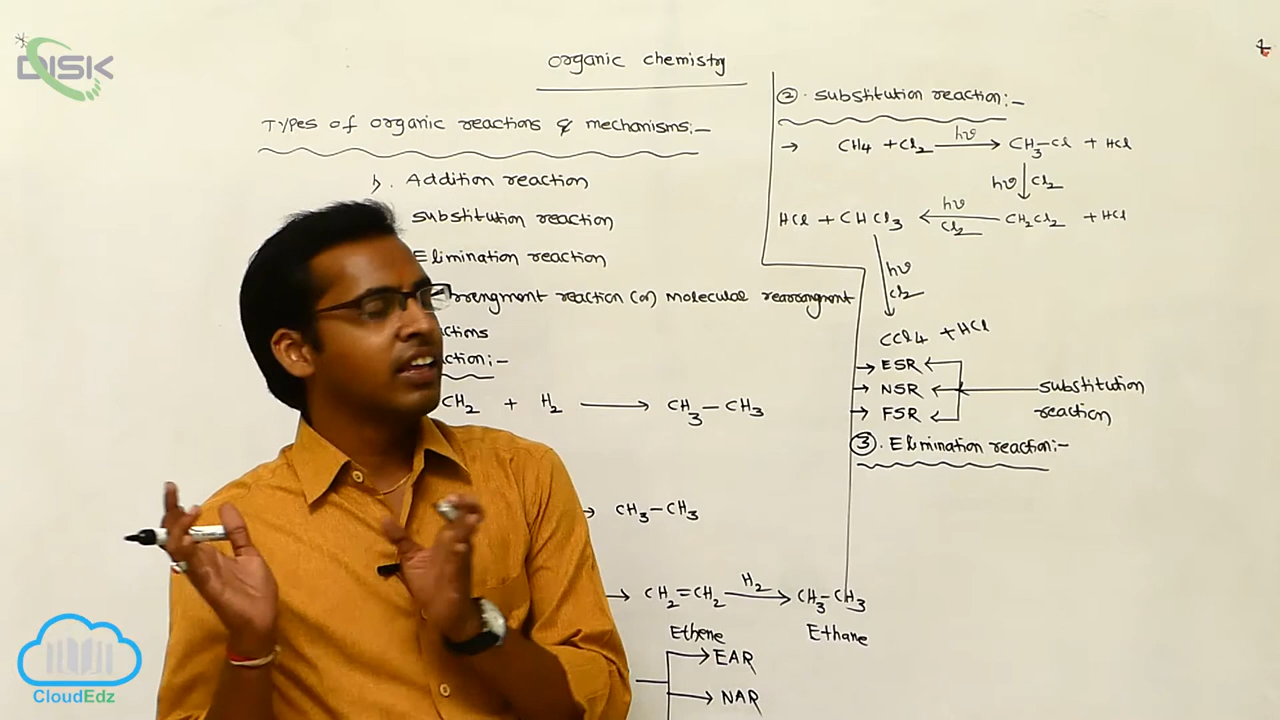 DISK
organic chemistry
Types of organic reactions & mechanisms:-
1). Addition reaction
substitution reaction
Elimination reaction
reaction (or) molecular rearrangment
CH2 + H2 → CH3-CH3
→ CH3-CH3
→ CH2=CH2 H2→ CH3-CH3
Ethene Ethane
→ EAR
→ NAR
②. substitution reaction:-
→ CH4 + Cl2 hν→ CH3-Cl + HCl
hν Cl2
HCl + CHCl3 ←hν Cl2 CH2Cl2 + HCl
hν
Cl2
CCl4 + HCl
→ ESR ←
→ NSR ← substitution
→ FSR ← reaction
③. Elimination reaction:-
CloudEdz